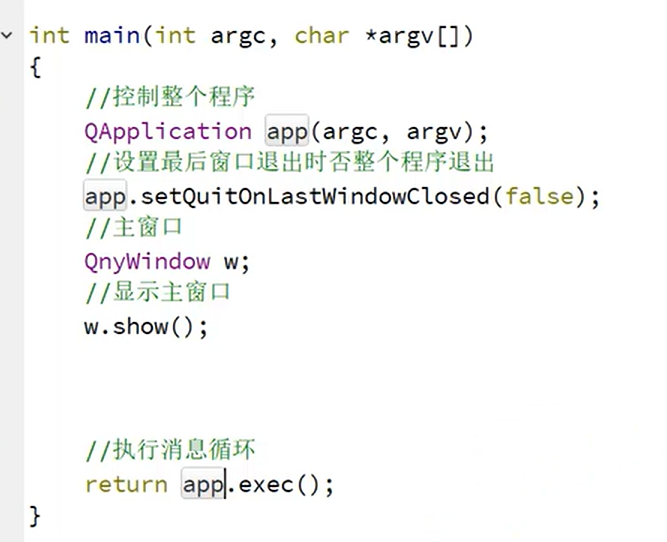 int main(int argc, char *argv[])
{
//控制整个程序
QApplication app(argc, argv);
//设置最后窗口退出时否整个程序退出
app.setQuitOnLastWindowClosed(false);
//主窗口
QnyWindow w;
//显示主窗口
w.show();
//执行消息循环
return app.exec();
}